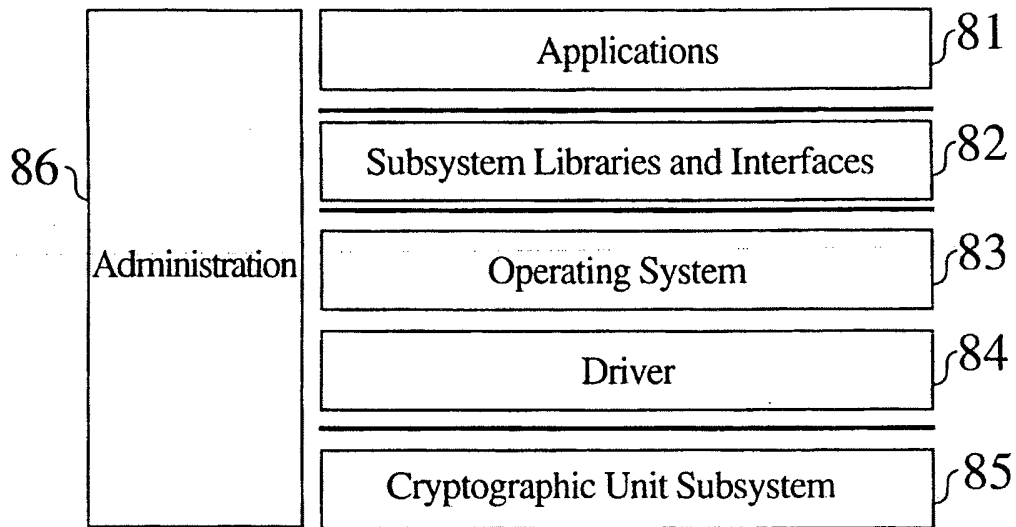 Applications 81
Subsystem Libraries and Interfaces 82
86
Administration
Operating System 83
Driver 84
Cryptographic Unit Subsystem 85